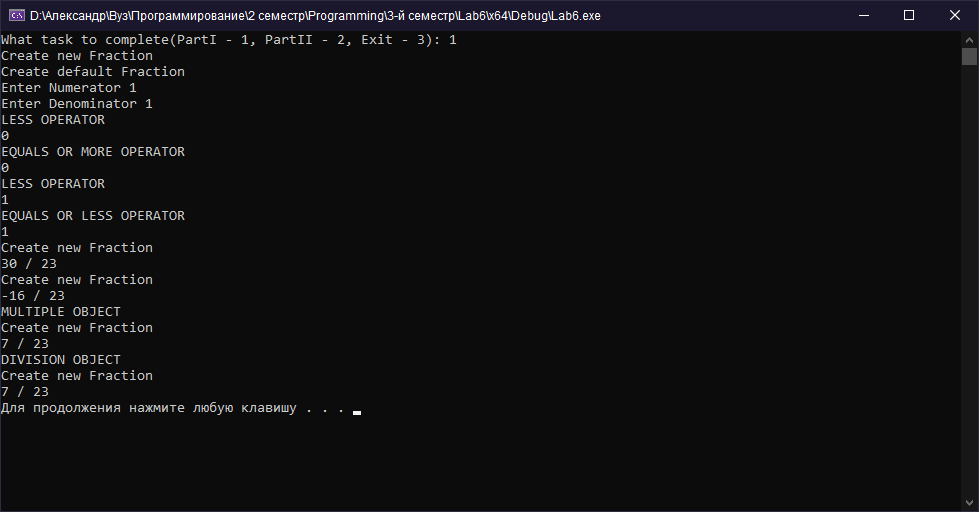 D:\Александр\Вуз\Программирование\2 семестр\Programming\3-й семестр\Lab6\x64\Debug\Lab6.exe
What task to complete(PartI - 1, PartII - 2, Exit - 3): 1
Create new Fraction
Create default Fraction
Enter Numerator 1
Enter Denominator 1
LESS OPERATOR
0
EQUALS OR MORE OPERATOR
0
LESS OPERATOR
1
EQUALS OR LESS OPERATOR
1
Create new Fraction
30 / 23
Create new Fraction
-16 / 23
MULTIPLE OBJECT
Create new Fraction
7 / 23
DIVISION OBJECT
Create new Fraction
7 / 23
Для продолжения нажмите любую клавишу . . .